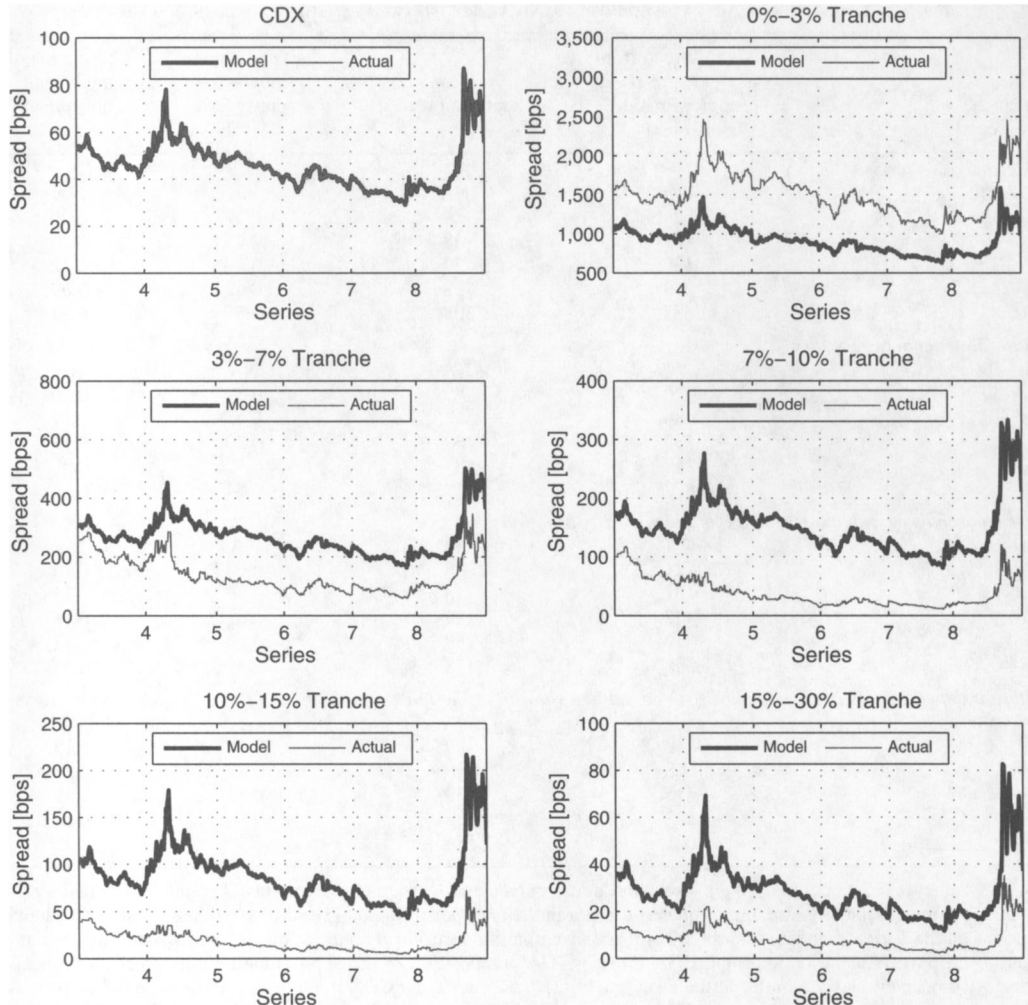 CDX
100
80
60
40
20
0
Spread [bps]
Model
Actual
4
5
6
7
8
Series
0%–3% Tranche
3,500
3,000
2,500
2,000
1,500
1,000
500
Spread [bps]
Model
Actual
4
5
6
7
8
Series
3%–7% Tranche
800
600
400
200
0
Spread [bps]
Model
Actual
4
5
6
7
8
Series
7%–10% Tranche
400
300
200
100
0
Spread [bps]
Model
Actual
4
5
6
7
8
Series
10%–15% Tranche
250
200
150
100
50
0
Spread [bps]
Model
Actual
4
5
6
7
8
Series
15%–30% Tranche
100
80
60
40
20
0
Spread [bps]
Model
Actual
4
5
6
7
8
Series